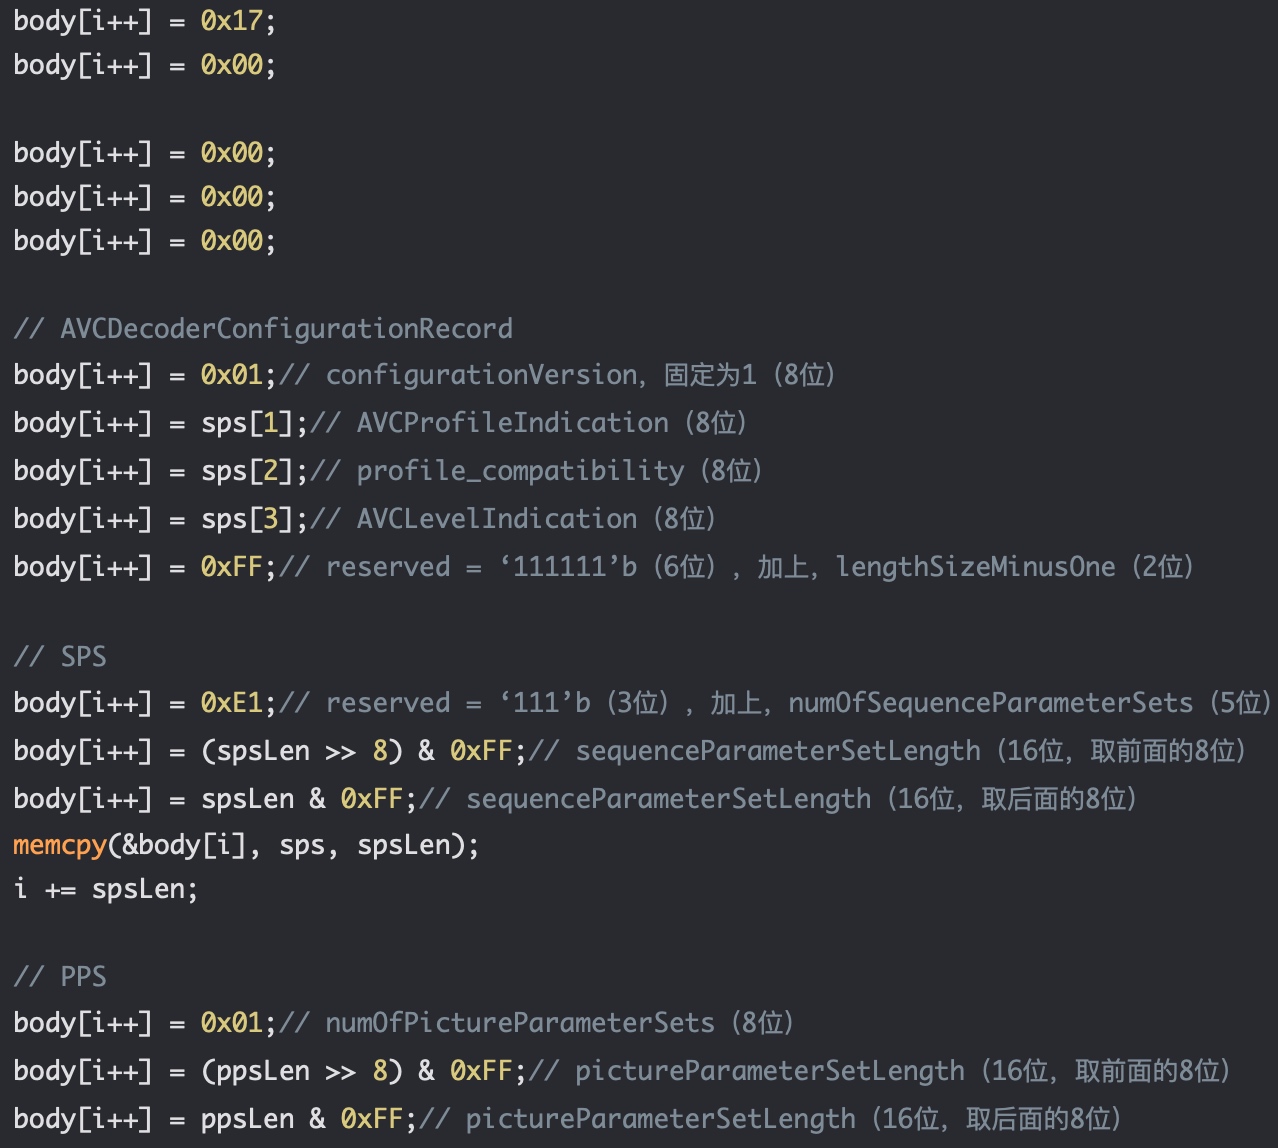 body[i++] = 0x17;
body[i++] = 0x00;
body[i++] = 0x00;
body[i++] = 0x00;
body[i++] = 0x00;
// AVCDecoderConfigurationRecord
body[i++] = 0x01;// configurationVersion，固定为1（8位）
body[i++] = sps[1];// AVCProfileIndication（8位）
body[i++] = sps[2];// profile_compatibility（8位）
body[i++] = sps[3];// AVCLevelIndication（8位）
body[i++] = 0xFF;// reserved = ‘111111’b（6位），加上，lengthSizeMinusOne（2位）
// SPS
body[i++] = 0xE1;// reserved = ‘111’b（3位），加上，numOfSequenceParameterSets（5位）
body[i++] = (spsLen >> 8) & 0xFF;// sequenceParameterSetLength（16位，取前面的8位）
body[i++] = spsLen & 0xFF;// sequenceParameterSetLength（16位，取后面的8位）
memcpy(&body[i], sps, spsLen);
i += spsLen;
// PPS
body[i++] = 0x01;// numOfPictureParameterSets（8位）
body[i++] = (ppsLen >> 8) & 0xFF;// pictureParameterSetLength（16位，取前面的8位）
body[i++] = ppsLen & 0xFF;// pictureParameterSetLength（16位，取后面的8位）